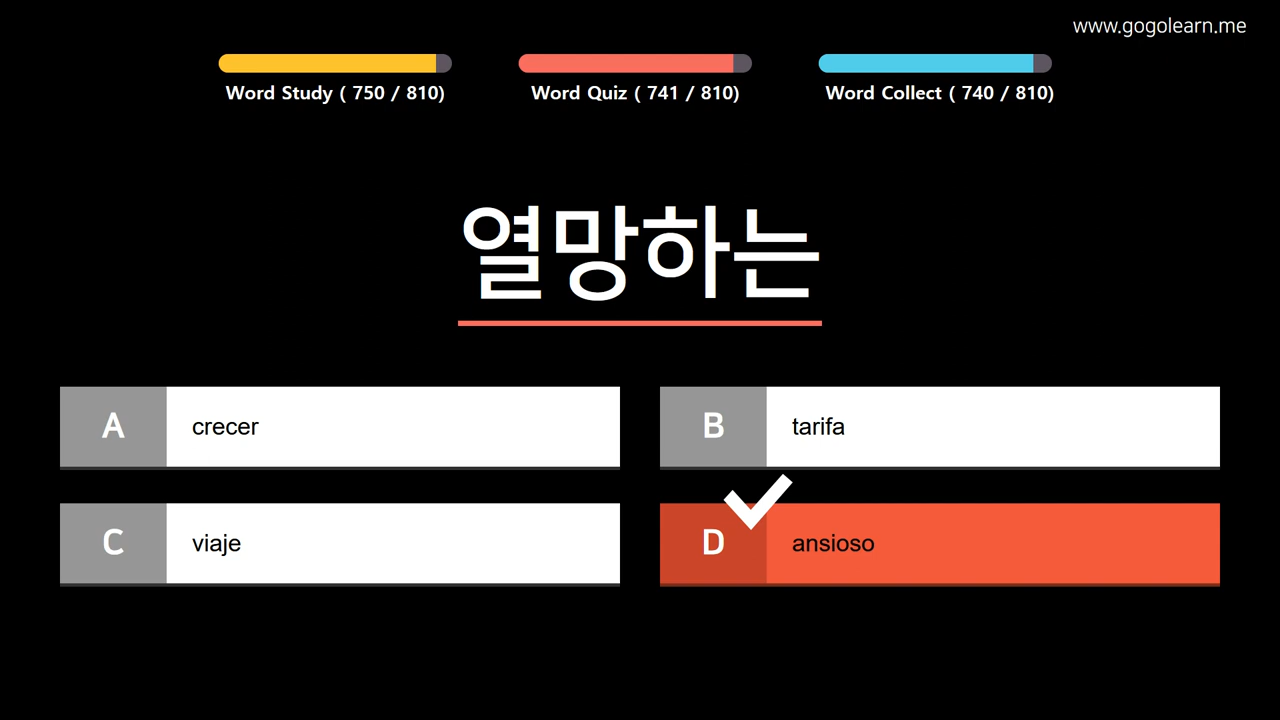 www.gogolearn.me
Word Study ( 750 / 810)
Word Quiz ( 741 / 810)
Word Collect ( 740 / 810)
열망하는
A crecer
B tarifa
C viaje
D ansioso